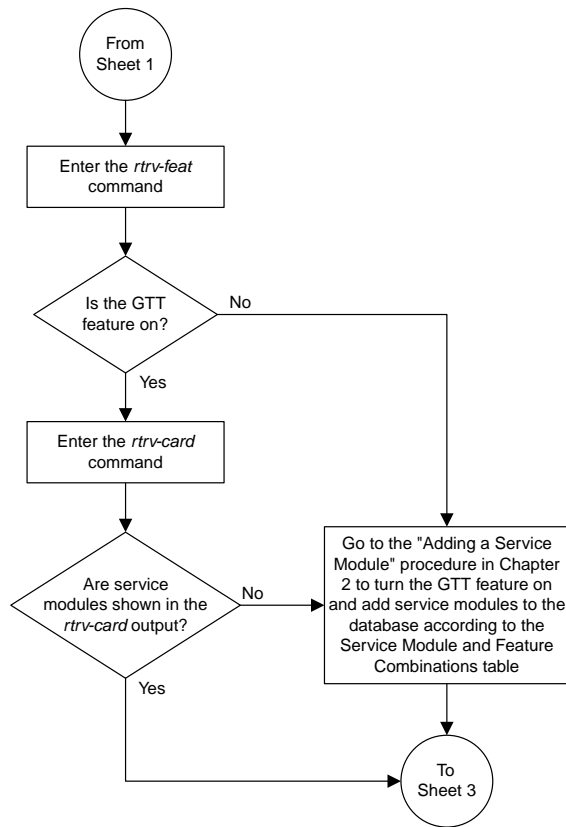 From
Sheet 1
Enter the rtrv-feat
command
Is the GTT
feature on?
No
Yes
Enter the rtrv-card
command
Are service
modules shown in the
rtrv-card output?
No
Yes
Go to the "Adding a Service
Module" procedure in Chapter
2 to turn the GTT feature on
and add service modules to the
database according to the
Service Module and Feature
Combinations table
To
Sheet 3